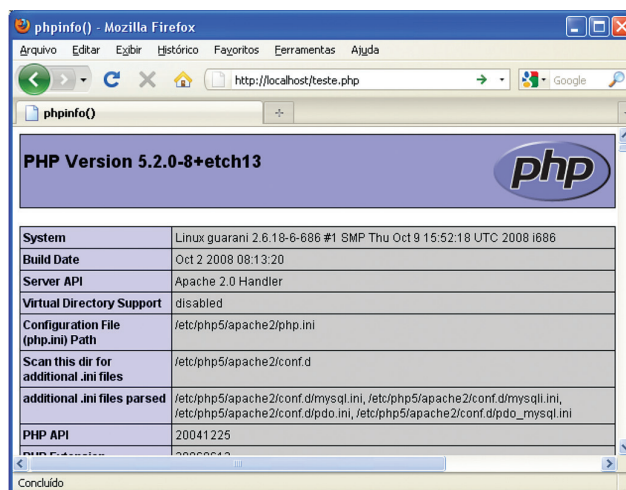 phpinfo() - Mozilla Firefox
Arquivo Editar Exibir Histórico Favoritos Ferramentas Ajuda
http://localhost/teste.php
Google
phpinfo()
PHP Version 5.2.0-8+etch13
php
System Linux guarani 2.6.18-6-686 #1 SMP Thu Oct 9 15:52:18 UTC 2008 i686
Build Date Oct 2 2008 08:13:20
Server API Apache 2.0 Handler
Virtual Directory Support disabled
Configuration File
(php.ini) Path /etc/php5/apache2/php.ini
Scan this dir for
additional .ini files /etc/php5/apache2/conf.d
additional .ini files parsed /etc/php5/apache2/conf.d/mysql.ini, /etc/php5/apache2/conf.d/mysqli.ini,
/etc/php5/apache2/conf.d/pdo.ini, /etc/php5/apache2/conf.d/pdo_mysql.ini
PHP API 20041225
PHP Extension
Concluído